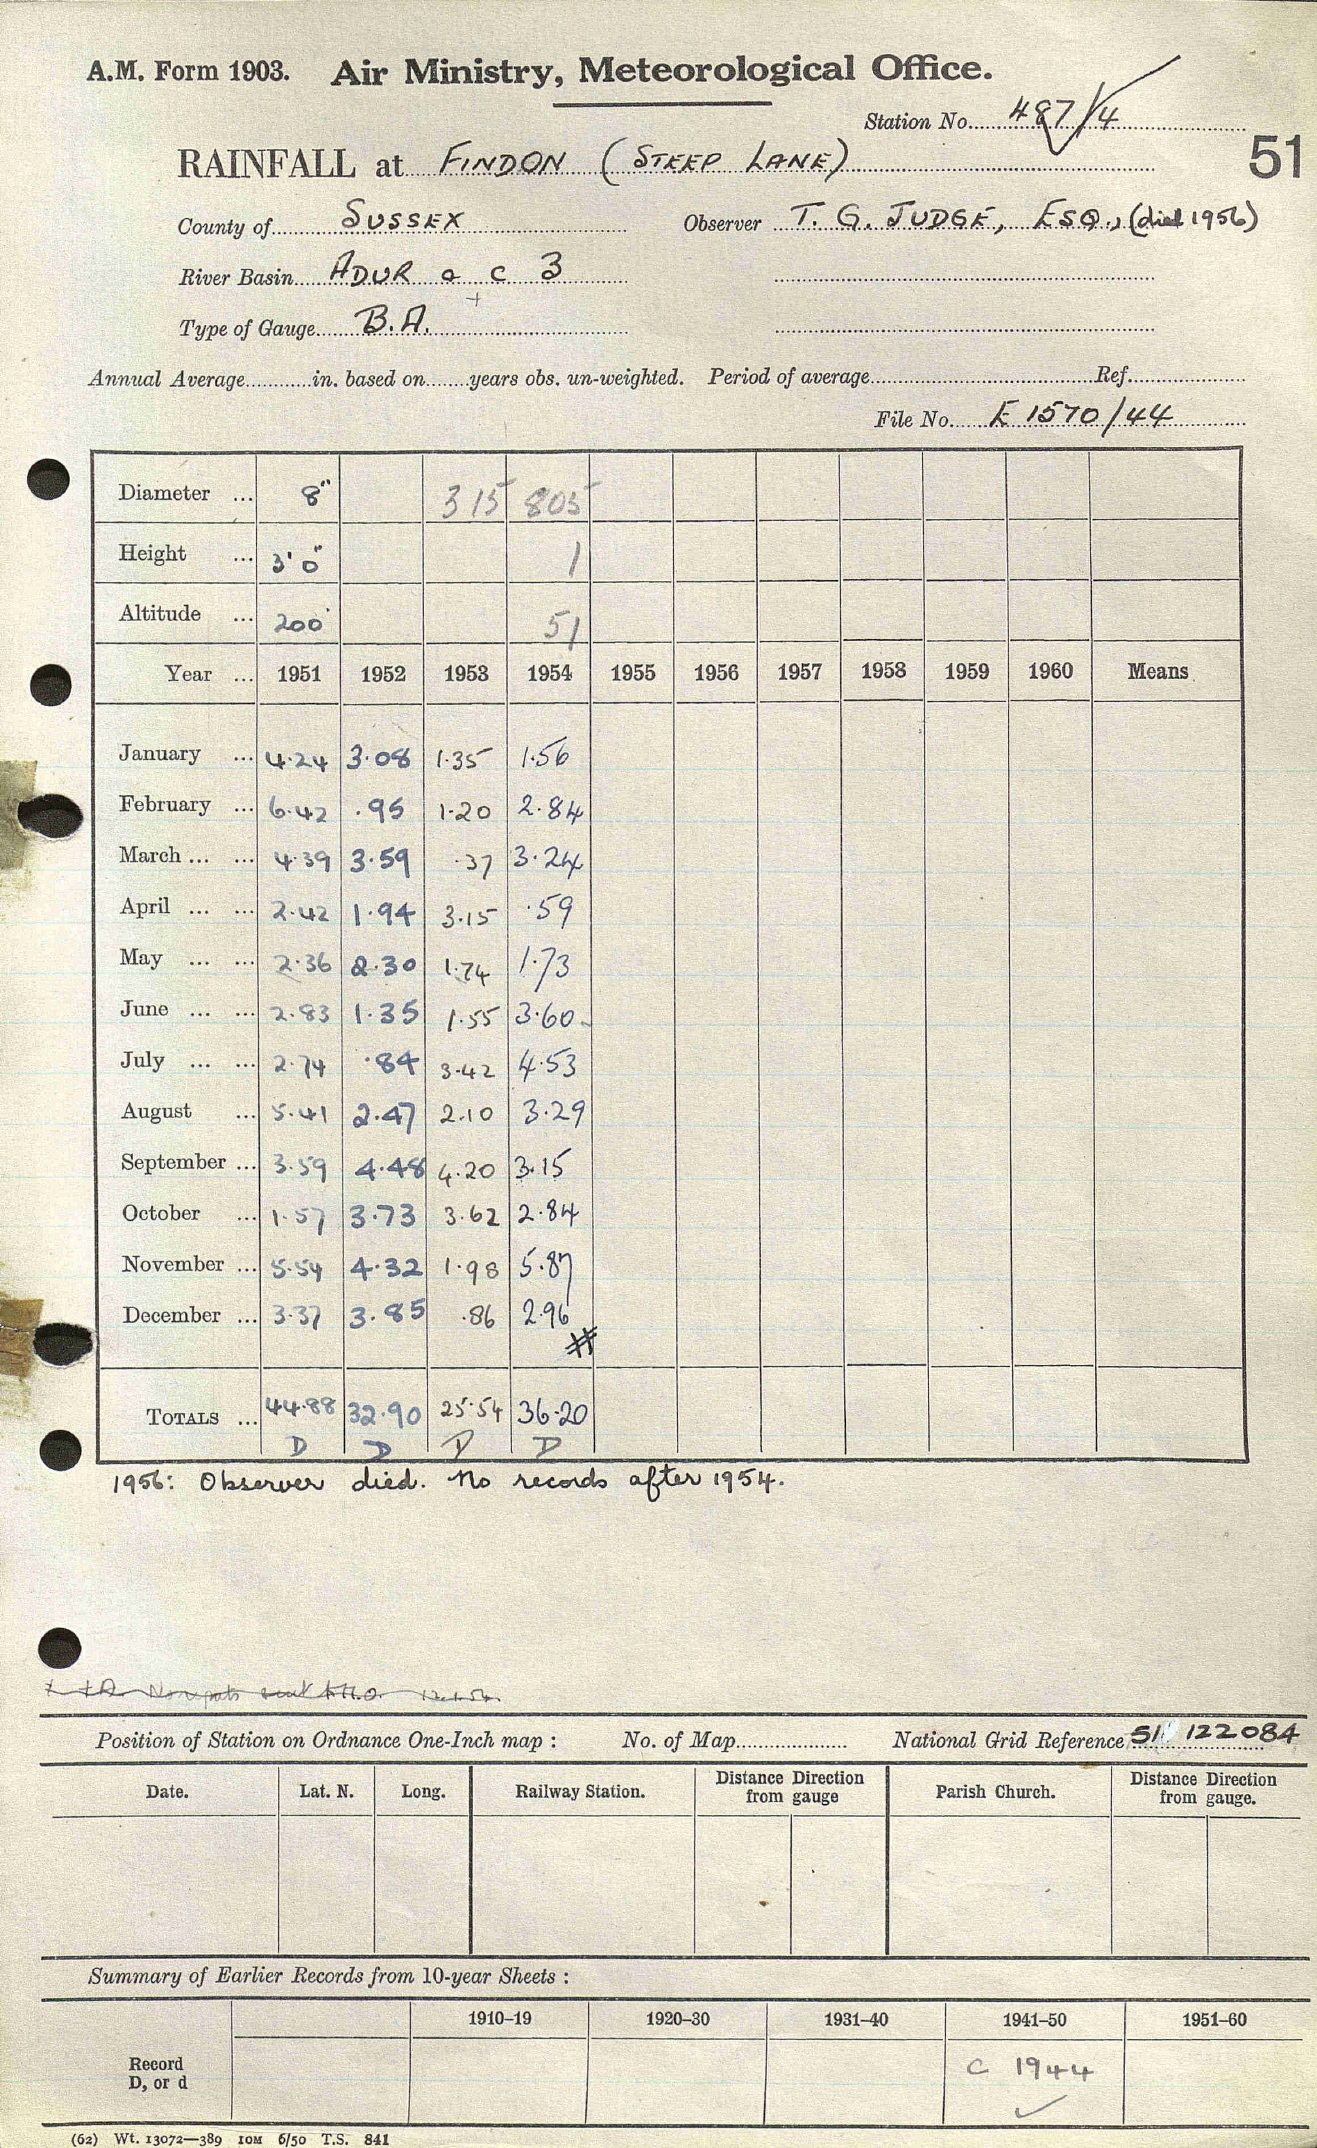 A.M. Form 1903. Air Ministry, Meteorological Office.
Station No. 487/4
51
RAINFALL at FINDON (STEEP LANE)
County of SUSSEX Observer T. G. JUDGE, ESQ., (died 1956)
River Basin ADUR a c 3
Type of Gauge B.A.
Annual Average in. based on years obs. un-weighted. Period of average Ref.
File No. E 1570/44
Diameter ... 8" 315 805
Height ... 3' 0" 1
Altitude ... 200' 51
Year ... 1951 1952 1953 1954 1955 1956 1957 1958 1959 1960 Means
January ... 4.24 3.08 1.35 1.56
February ... 6.42 .95 1.20 2.84
March ... ... 4.39 3.59 .37 3.24
April ... ... 2.42 1.94 3.15 .59
May ... ... 2.36 2.30 1.74 1.73
June ... ... 2.83 1.35 1.55 3.60
July ... ... 2.74 .84 3.42 4.53
August ... 5.41 2.47 2.10 3.29
September ... 3.59 4.48 4.20 3.15
October ... 1.57 3.73 3.62 2.84
November ... 5.54 4.32 1.98 5.87
December ... 3.37 3.85 .86 2.96
#
TOTALS ... 44.88 32.90 25.54 36.20
D D D D
1956: Observer died. No records after 1954.
Position of Station on Ordnance One-Inch map : No. of Map National Grid Reference 51 122084
Date. Lat. N. Long. Railway Station. Distance Direction from gauge Parish Church. Distance Direction from gauge.
Summary of Earlier Records from 10-year Sheets :
1910–19 1920–30 1931–40 1941–50 1951–60
Record D, or d C 1944
(62) Wt. 13072—389 10M 6/50 T.S. 841